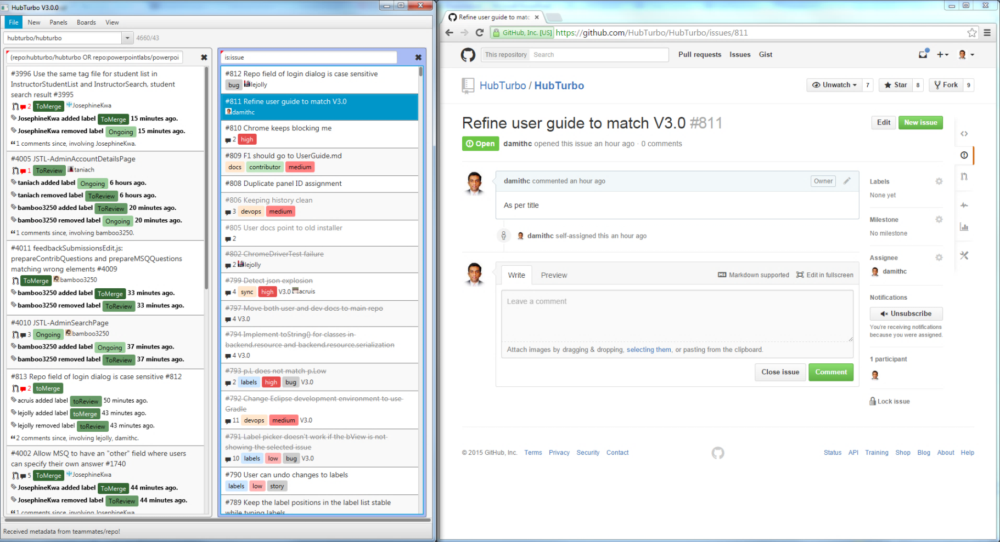 HubTurbo V3.0.0
File New Panels Boards View
hubturbo/hubturbo 4660/43
(repo:hubturbo/hubturbo OR repo:powerpointlabs/powerpoi
#3996 Use the same tag file for student list in
InstructorStudentList and InstructorSearch, student
search result #3995
2 ToMerge JosephineKwa
JosephineKwa added label ToMerge 15 minutes ago.
JosephineKwa removed label Ongoing 15 minutes ago.
1 comments since, involving JosephineKwa.
#4005 JSTL-AdminAccountDetailsPage
1 ToReview taniach
taniach added label Ongoing 6 hours ago.
taniach removed label ToReview 6 hours ago.
bamboo3250 added label ToReview 20 minutes ago.
bamboo3250 removed label Ongoing 20 minutes ago.
1 comments since, involving bamboo3250.
#4011 feedbackSubmissionsEdit.js:
prepareContribQuestions and prepareMSQQuestions
matching wrong elements #4009
ToMerge bamboo3250
bamboo3250 added label ToMerge 33 minutes ago.
bamboo3250 removed label ToReview 33 minutes ago.
#4010 JSTL-AdminSearchPage
3 Ongoing bamboo3250
bamboo3250 added label Ongoing 37 minutes ago.
bamboo3250 removed label ToReview 37 minutes ago.
#813 Repo field of login dialog is case sensitive #812
2 toMerge
acruis added label toReview 50 minutes ago.
lejolly added label toMerge 43 minutes ago.
lejolly removed label toReview 43 minutes ago.
2 comments since, involving lejolly, damithc.
#4002 Allow MSQ to have an "other" field where users
can specify their own answer #1740
5 ToMerge JosephineKwa
JosephineKwa added label ToMerge 44 minutes ago.
JosephineKwa removed label ToReview 44 minutes ago.
1 comments since, involving JosephineKwa
is:issue
#812 Repo field of login dialog is case sensitive
bug lejolly
#811 Refine user guide to match V3.0
damithc
#810 Chrome keeps blocking me
2 high
#809 F1 should go to UserGuide.md
docs contributor medium
#808 Duplicate panel ID assignment
#806 Keeping history clean
3 devops medium
#805 User docs point to old installer
2
#802 ChromeDriverTest failure
2 lejolly
#799 Detect json explosion
4 sync high V3.0 acruis
#797 Move both user and dev docs to main repo
4 V3.0
#794 Implement toString() for classes in
backend.resource and backend.resource.serialization
4 V3.0
#793 p.L does not match p.Low
2 labels high bug V3.0
#792 Change Eclipse development environment to use
Gradle
11 devops medium V3.0
#791 Label picker doesn't work if the bView is not
showing the selected issue
10 labels low bug V3.0
#790 User can undo changes to labels
labels low story
#789 Keep the label positions in the label list stable
while typing labels
Received metadata from teammates/repo!
Refine user guide to matc
GitHub, Inc. [US] https://github.com/HubTurbo/HubTurbo/issues/811
This repository Search Pull requests Issues Gist
HubTurbo / HubTurbo Unwatch 7 Star 8 Fork 9
Refine user guide to match V3.0 #811 Edit New issue
Open damithc opened this issue an hour ago · 0 comments
damithc commented an hour ago Owner
As per title
damithc self-assigned this an hour ago
Write Preview Markdown supported Edit in fullscreen
Leave a comment
Attach images by dragging & dropping, selecting them, or pasting from the clipboard.
Close issue Comment
Labels
None yet
Milestone
No milestone
Assignee
damithc
Notifications
Unsubscribe
You're receiving notifications
because you were assigned.
1 participant
Lock issue
© 2015 GitHub, Inc. Terms Privacy Security Contact Status API Training Shop Blog About Help